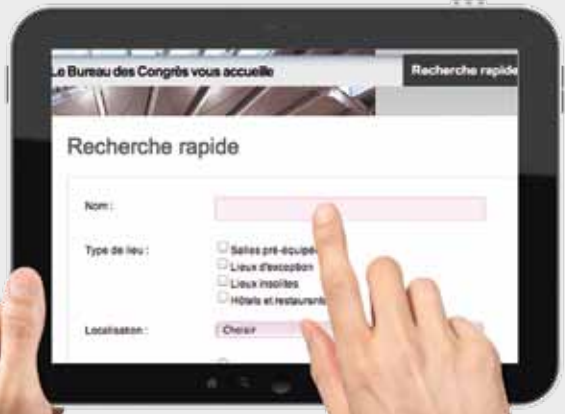 Le Bureau des Congrès vous accueille
Recherche rapide
Recherche rapide
Nom :
Type de lieu :
Salles pré-équipé
Lieux d'exception
Lieux insolites
Hôtels et restaurants
Localisation :
Choisir